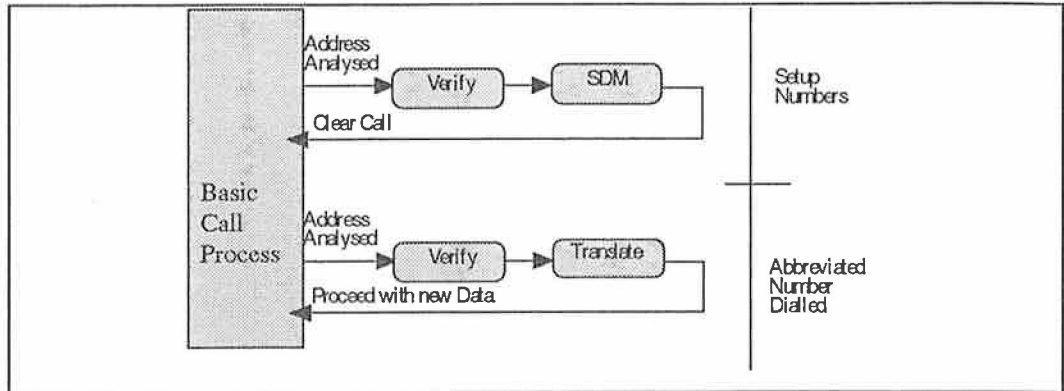 Address
Analysed
Verify
SDM
Setup
Numbers
Clear Call
Basic
Call
Process
Address
Analysed
Verify
Translate
Abbreviated
Number
Dialled
Proceed with new Data